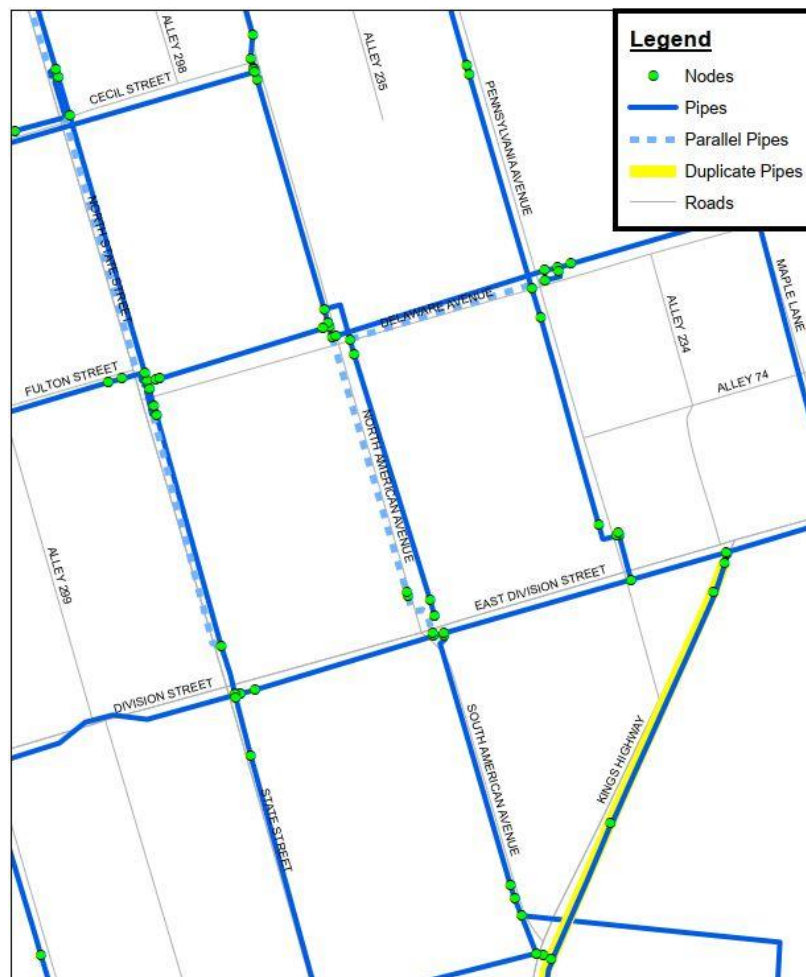 Legend
Nodes
Pipes
Parallel Pipes
Duplicate Pipes
Roads
ALLEY 298
CECIL STREET
ALLEY 235
PENNSYLVANIA AVENUE
NORTH STATE STREET
DELAWARE AVENUE
MAPLE LANE
ALLEY 234
ALLEY 74
FULTON STREET
NORTH AMERICAN AVENUE
ALLEY 299
EAST DIVISION STREET
DIVISION STREET
SOUTH AMERICAN AVENUE
KINGS HIGHWAY
STATE STREET